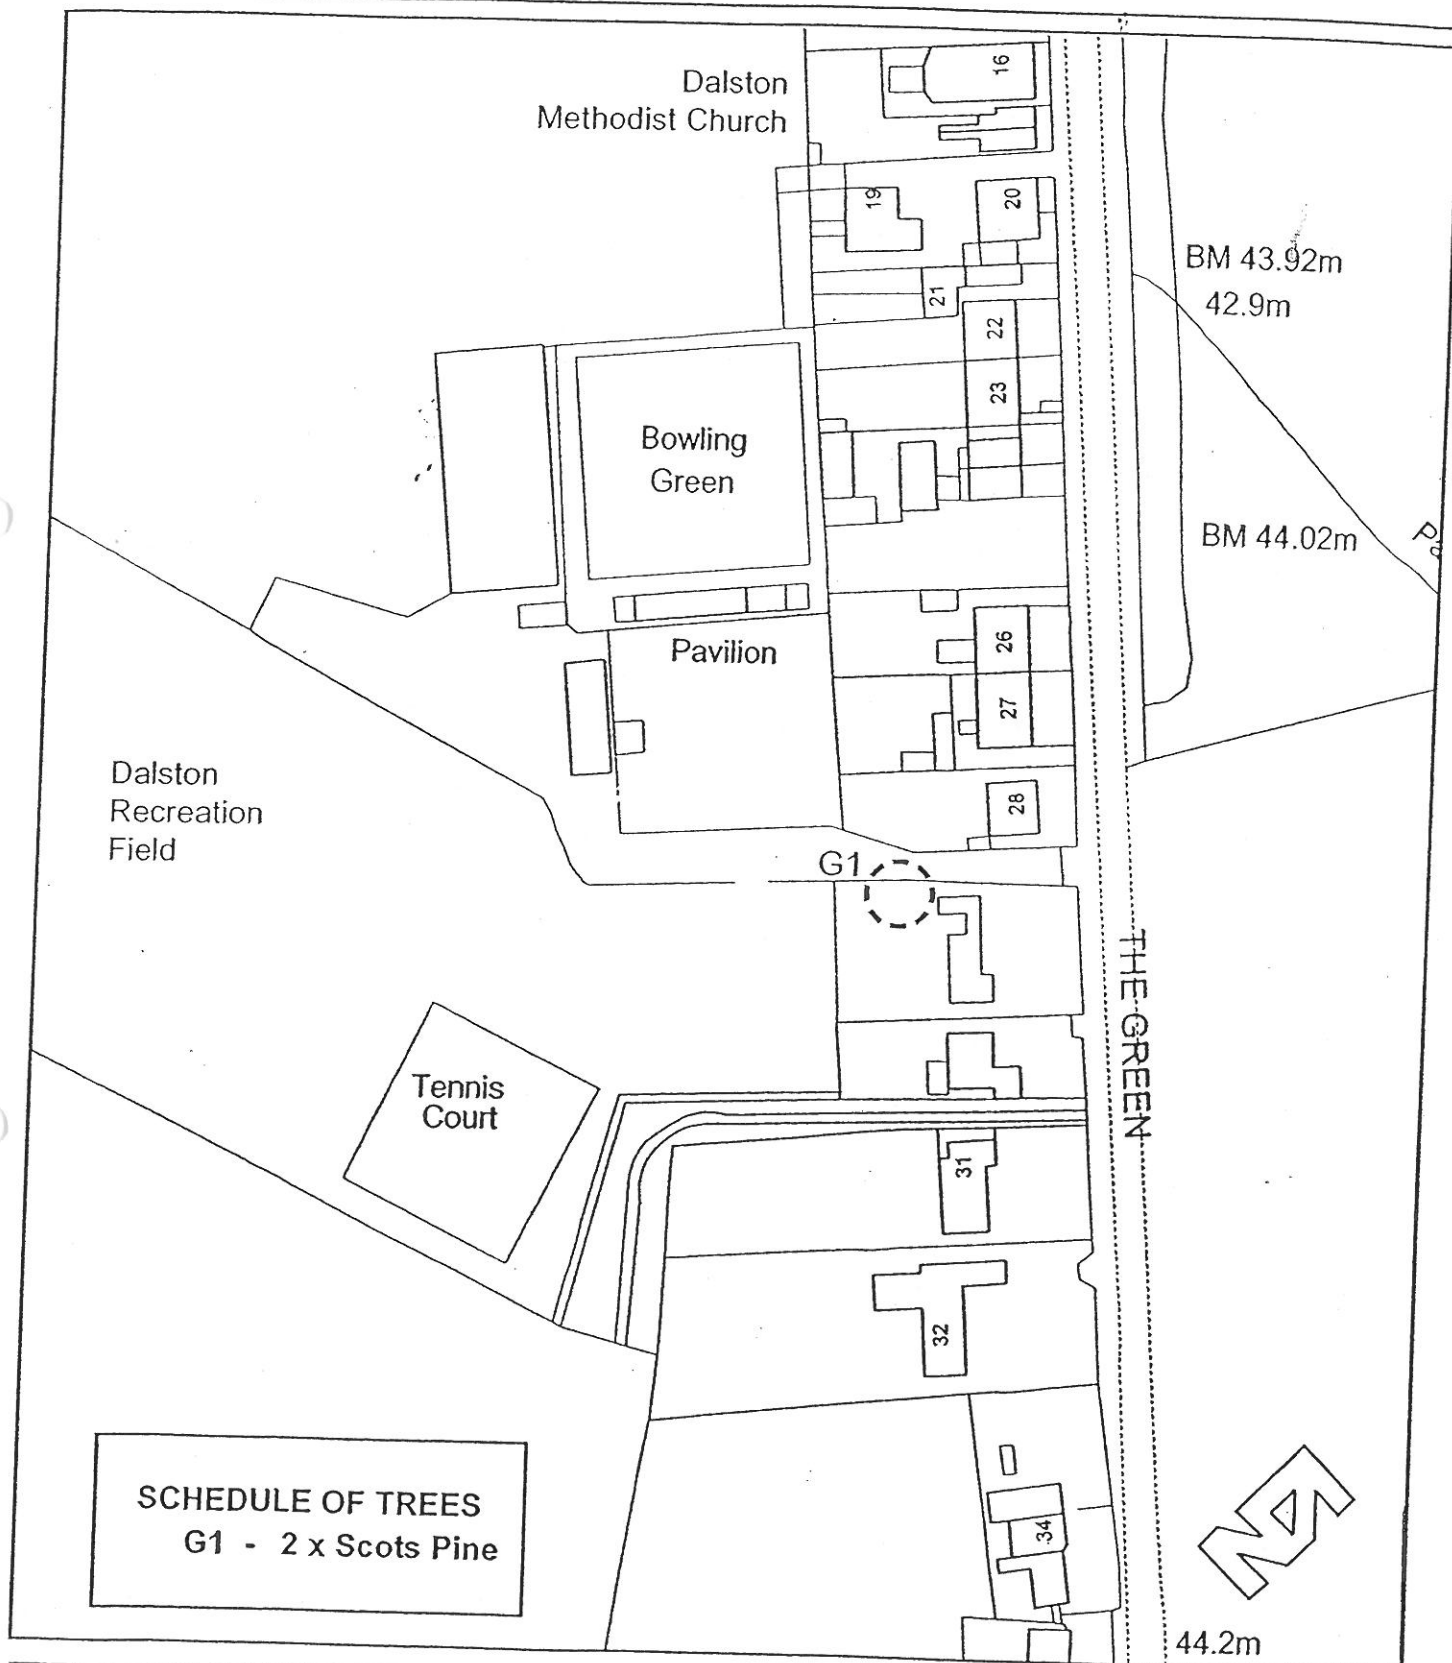 Dalston
Methodist Church
16
19
20
BM 43.92m
42.9m
21
22
23
Bowling
Green
BM 44.02m
26
Pavilion
27
Dalston
Recreation
Field
28
G1
THE GREEN
Tennis
Court
31
32
SCHEDULE OF TREES
G1 - 2 x Scots Pine
34
44.2m